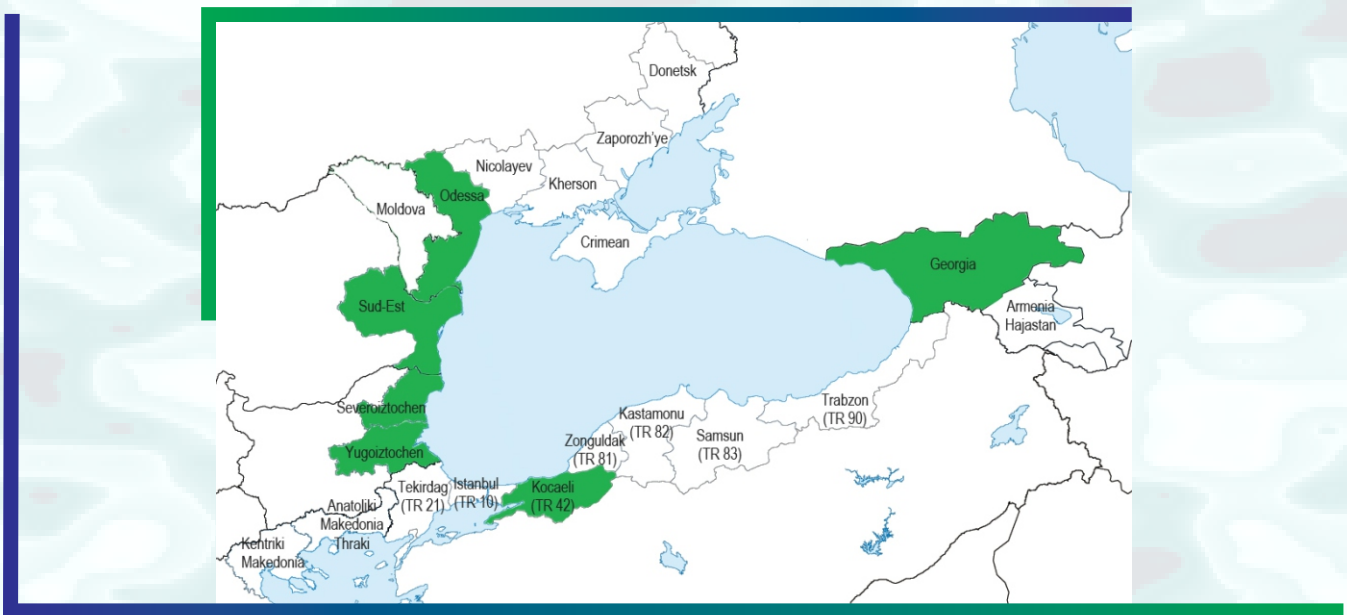 Donetsk
Zaporozh'ye
Nicolayev
Kherson
Odessa
Moldova
Crimean
Georgia
Sud-Est
Armenia
Hajastan
Severoiztochen
Trabzon
(TR 90)
Kastamonu
(TR 82)
Samsun
(TR 83)
Zonguldak
(TR 81)
Yugoiztochen
Tekirdag
(TR 21)
Istanbul
(TR 10)
Kocaeli
(TR 42)
Anatoliki
Makedonia
Thraki
Kentriki
Makedonia